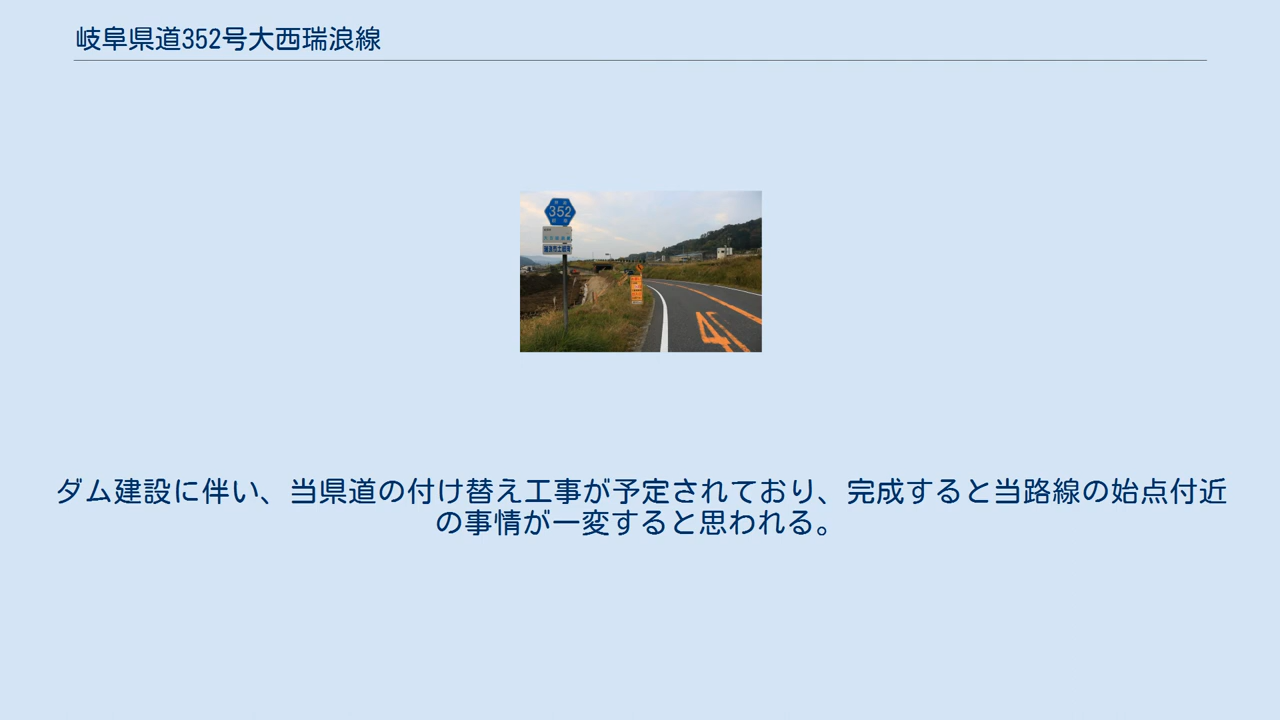 岐阜県道352号大西瑞浪線
352
ダム建設に伴い、当県道の付け替え工事が予定されており、完成すると当路線の始点付近
の事情が一変すると思われる。